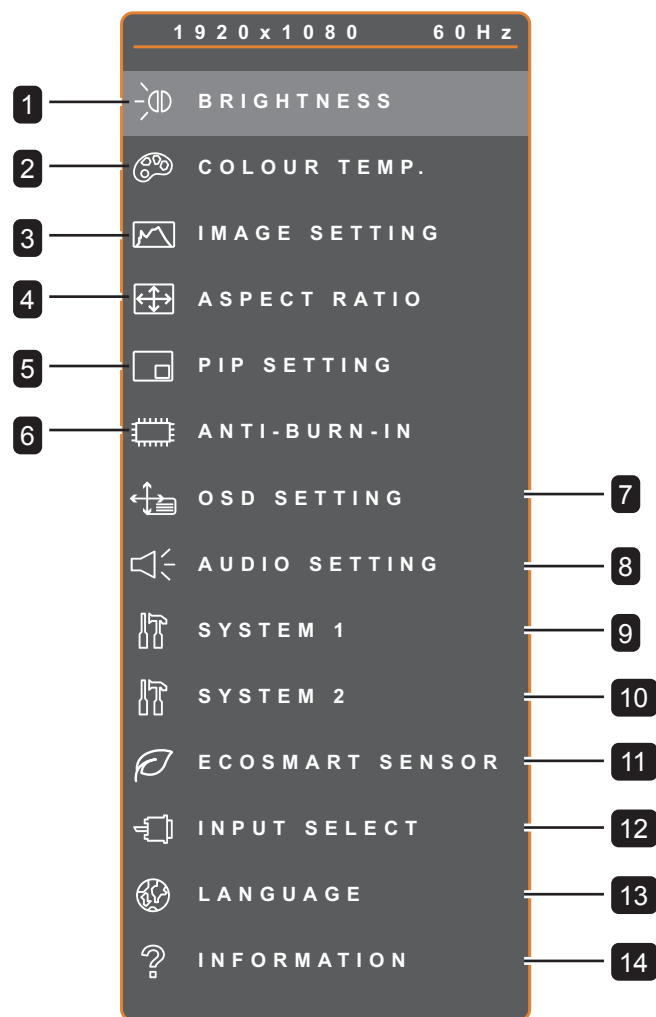 1920x1080 60Hz
1 BRIGHTNESS
2 COLOUR TEMP.
3 IMAGE SETTING
4 ASPECT RATIO
5 PIP SETTING
6 ANTI-BURN-IN
OSD SETTING 7
AUDIO SETTING 8
SYSTEM 1 9
SYSTEM 2 10
ECOSMART SENSOR 11
INPUT SELECT 12
LANGUAGE 13
INFORMATION 14